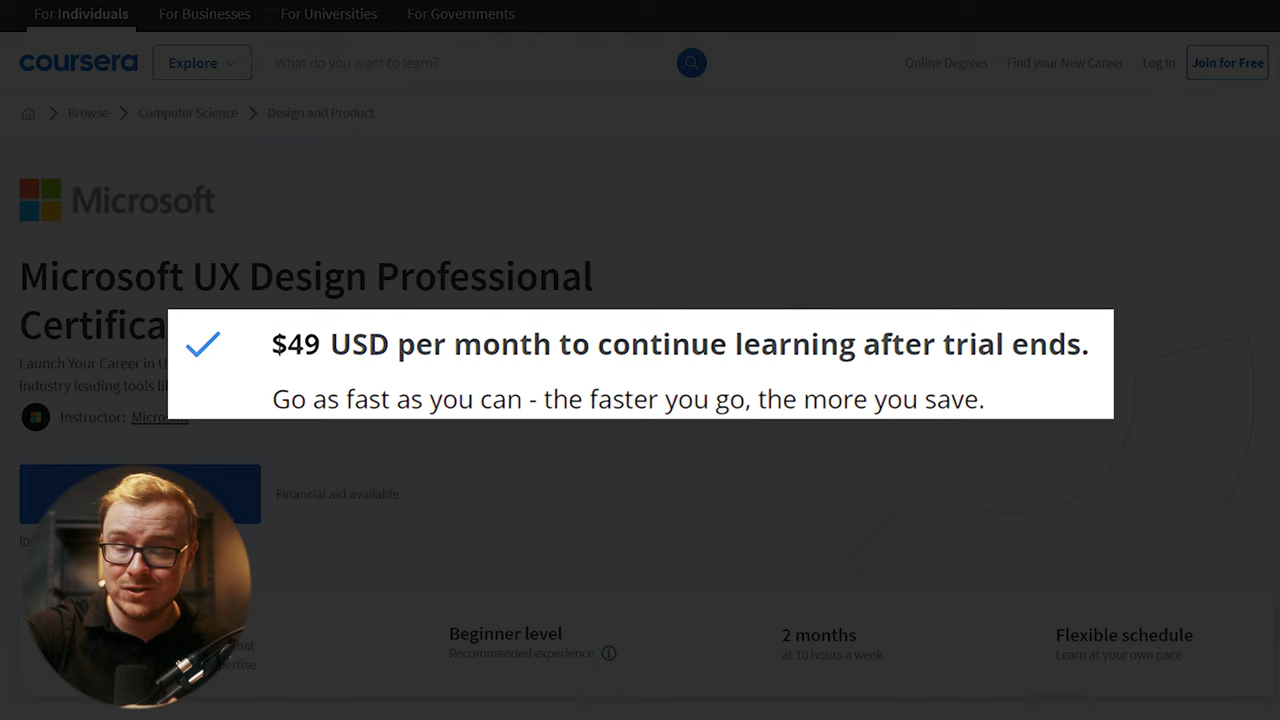 For Individuals For Businesses For Universities For Governments
coursera Explore What do you want to learn? Online Degrees Find your New Career Log In Join for Free
Browse Computer Science Design and Product
Microsoft
Microsoft UX Design Professional
$49 USD per month to continue learning after trial ends.
Launch Your Career in
industry leading tools
Go as fast as you can - the faster you go, the more you save.
Instructor: Microsoft
Financial aid available
Beginner level 2 months Flexible schedule
Recommended experience at 10 hours a week Learn at your own pace